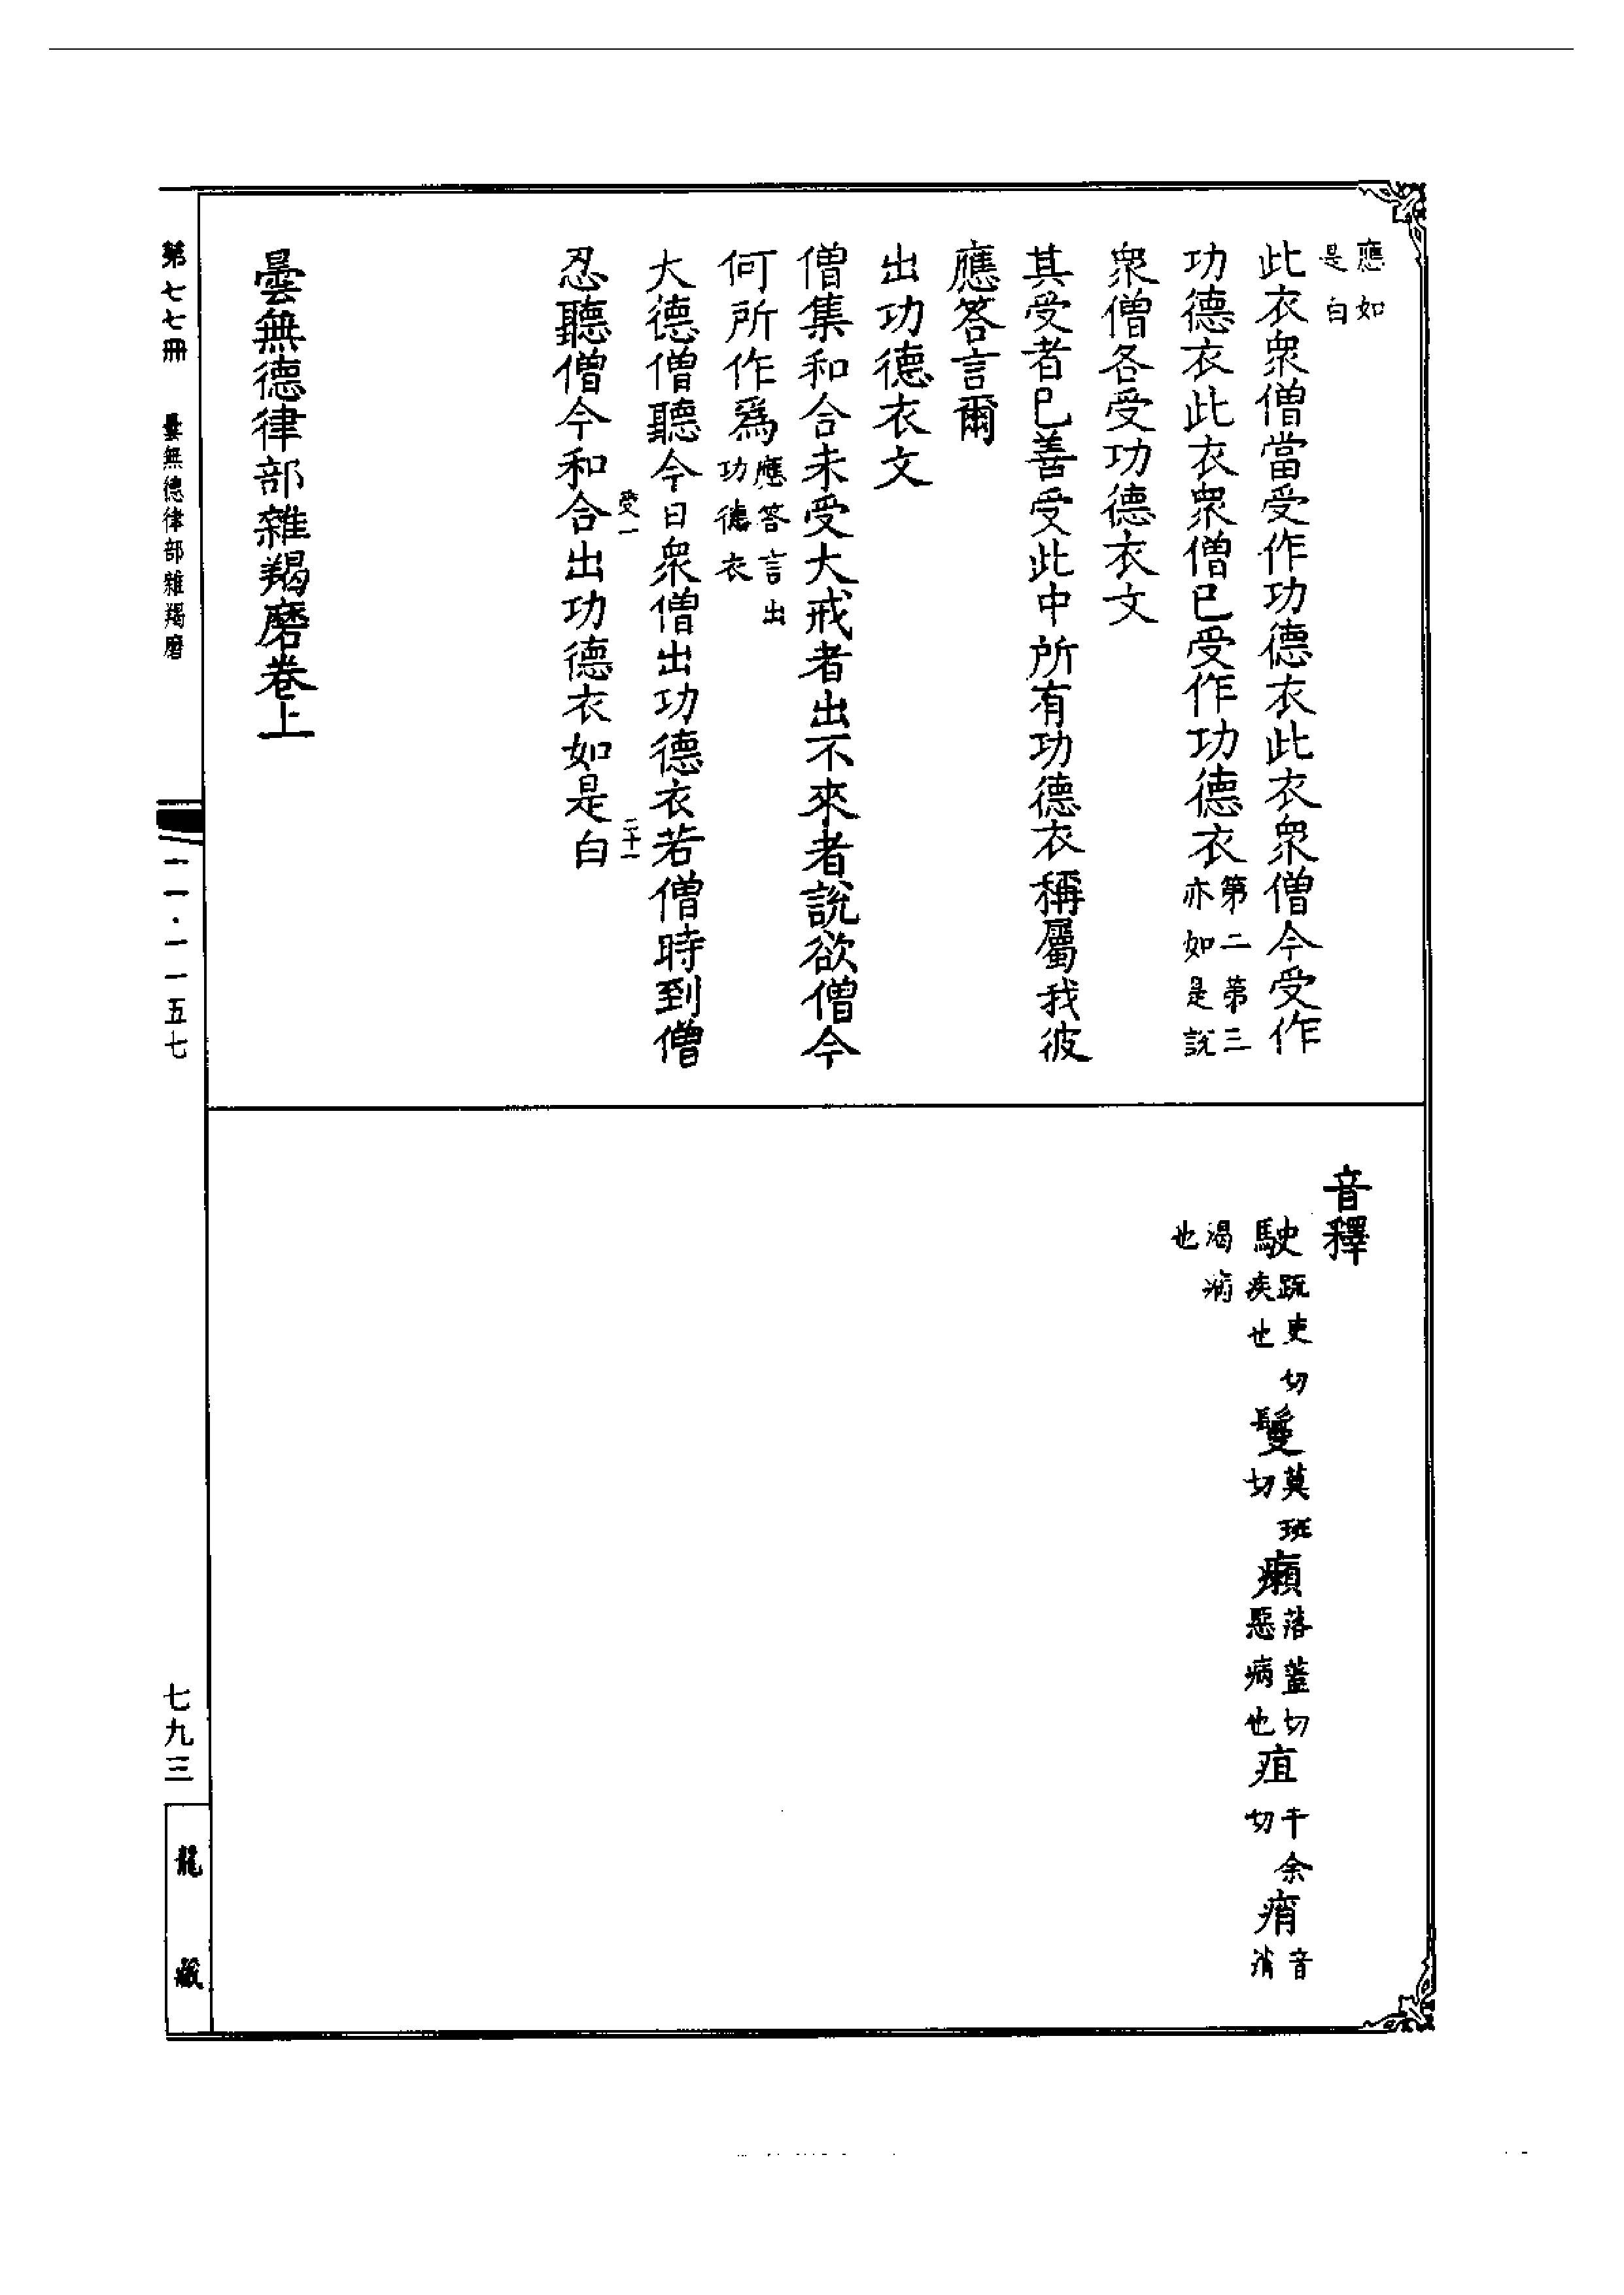 應如
是白
此衣衆僧當受作功德衣此衣衆僧今受作
功德衣此衣衆僧已受作功德衣第二第三
亦如是說
衆僧各受功德衣文
其受者已善受此中所有功德衣稱屬我彼
應答言爾
出功德衣文
僧集和合未受大戒者出不來者說欲僧今
何所作爲應答言出
功德衣
大德僧聽今日衆僧出功德衣若僧時到僧
受一 二十一
忍聽僧今和合出功德衣如是白
曇無德律部雜羯磨卷上
音釋
駛疏吏切
疾也
鬘莫班
切
癩落蓋切
惡病也
疽千余
切
痟音
消
渴病
也
第七七冊 曇無德律部雜羯磨 一一·一一五七 七九三 龍藏